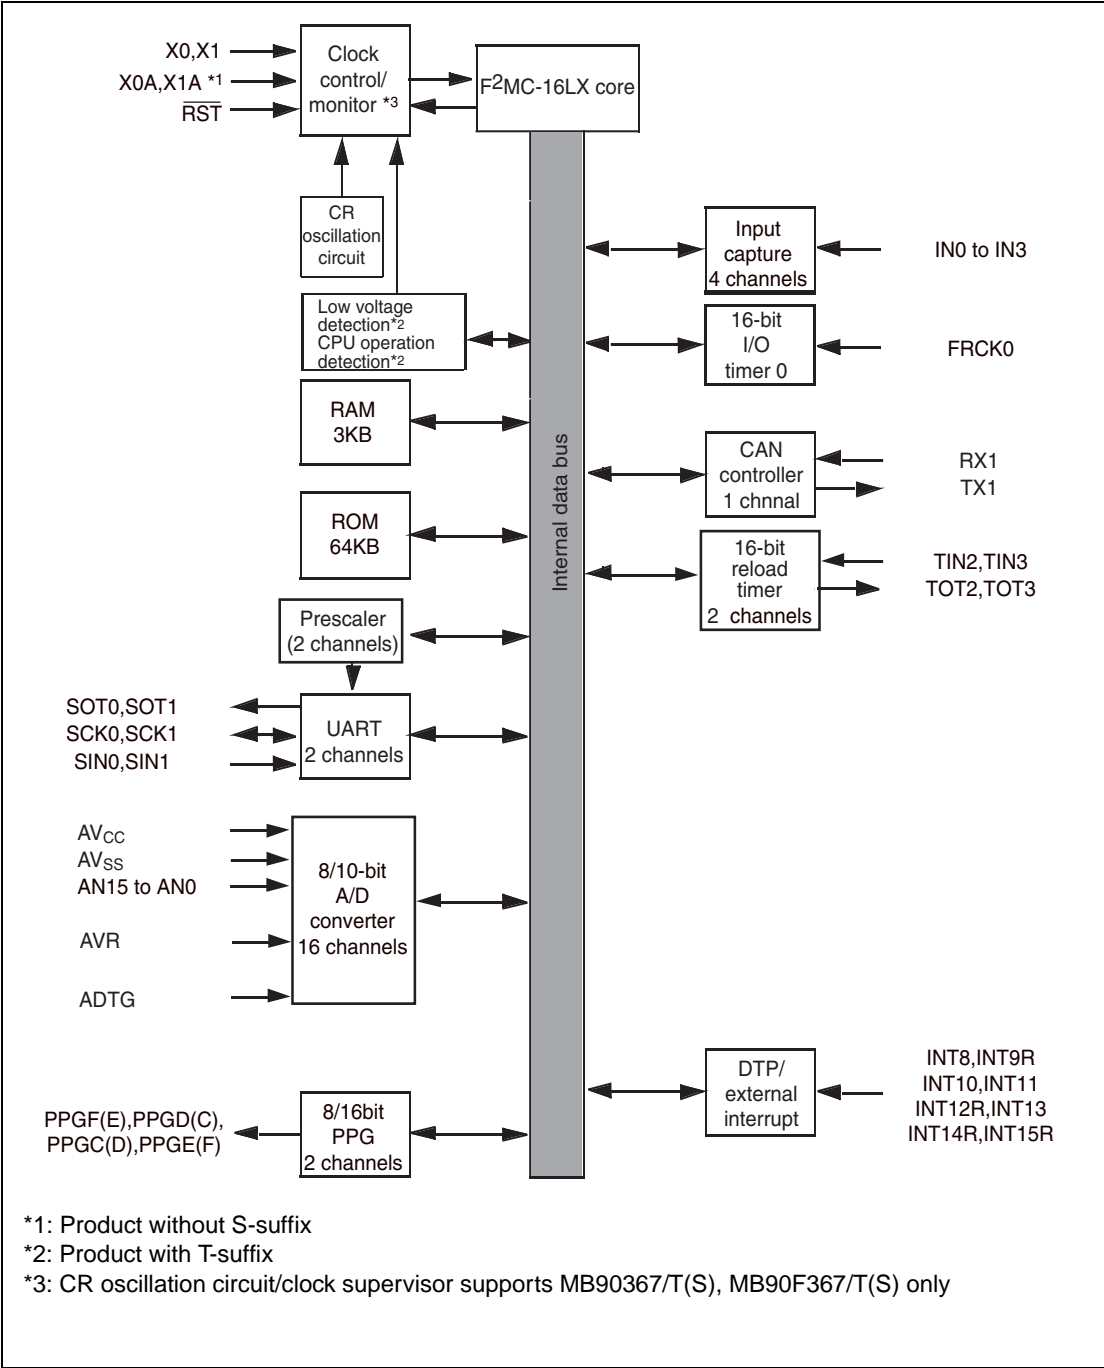 X0,X1
X0A,X1A *1
RST
Clock
control/
monitor *3
F2MC-16LX core
CR
oscillation
circuit
Low voltage
detection*2
CPU operation
detection*2
RAM
3KB
ROM
64KB
Prescaler
(2 channels)
SOT0,SOT1
SCK0,SCK1
SIN0,SIN1
UART
2 channels
AVCC
AVSS
AN15 to AN0
AVR
ADTG
8/10-bit
A/D
converter
16 channels
PPGF(E),PPGD(C),
PPGC(D),PPGE(F)
8/16bit
PPG
2 channels
Internal data bus
Input
capture
4 channels
IN0 to IN3
16-bit
I/O
timer 0
FRCK0
CAN
controller
1 chnnal
RX1
TX1
16-bit
reload
timer
2 channels
TIN2,TIN3
TOT2,TOT3
DTP/
external
interrupt
INT8,INT9R
INT10,INT11
INT12R,INT13
INT14R,INT15R
*1: Product without S-suffix
*2: Product with T-suffix
*3: CR oscillation circuit/clock supervisor supports MB90367/T(S), MB90F367/T(S) only